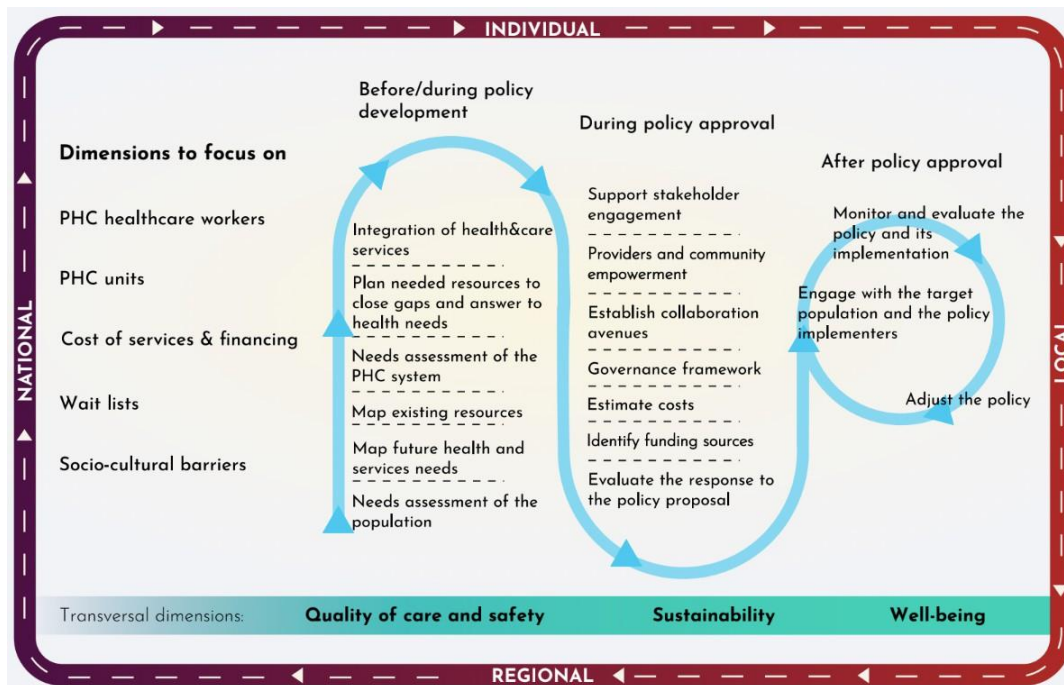 INDIVIDUAL
NATIONAL
LOCAL
Dimensions to focus on
PHC healthcare workers
PHC units
Cost of services & financing
Wait lists
Socio-cultural barriers
Before/during policy
development
Integration of health&care
services
Plan needed resources to
close gaps and answer to
health needs
Needs assessment of the
PHC system
Map existing resources
Map future health and
services needs
Needs assessment of the
population
During policy approval
Support stakeholder
engagement
Providers and community
empowerment
Establish collaboration
avenues
Governance framework
Estimate costs
Identify funding sources
Evaluate the response to
the policy proposal
After policy approval
Monitor and evaluate the
policy and its
implementation
Engage with the target
population and the policy
implementers
Adjust the policy
Transversal dimensions:
Quality of care and safety
Sustainability
Well-being
REGIONAL